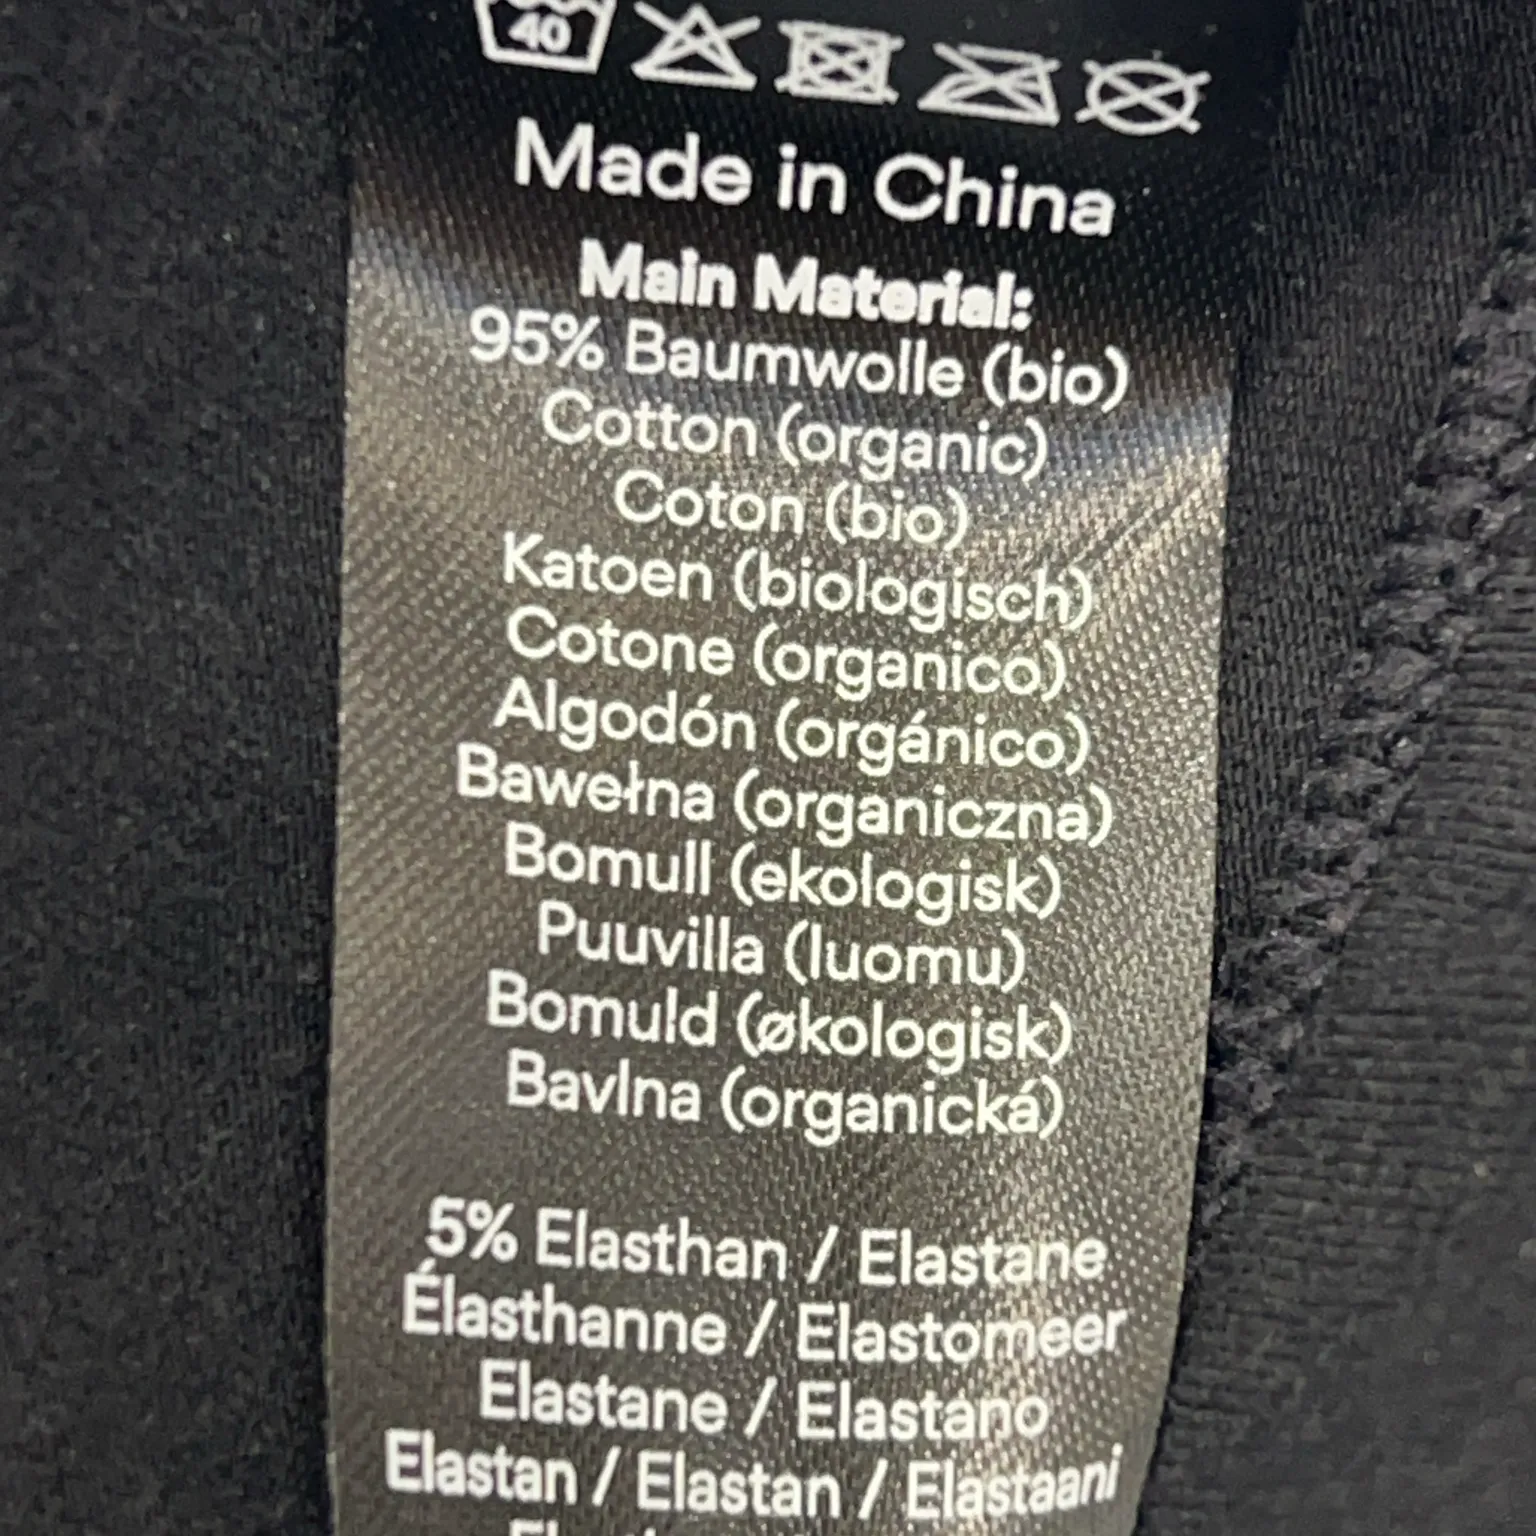 40
Made in China
Main Material:
95% Baumwolle (bio)
Cotton (organic)
Coton (bio)
Katoen (biologisch)
Cotone (organico)
Algodón (orgánico)
Bawełna (organiczna)
Bomull (ekologisk)
Puuvilla (luomu)
Bomuld (økologisk)
Bavlna (organická)
5% Elasthan / Elastane
Élasthanne / Elastomeer
Elastane / Elastano
Elastan / Elastan / Elastaani